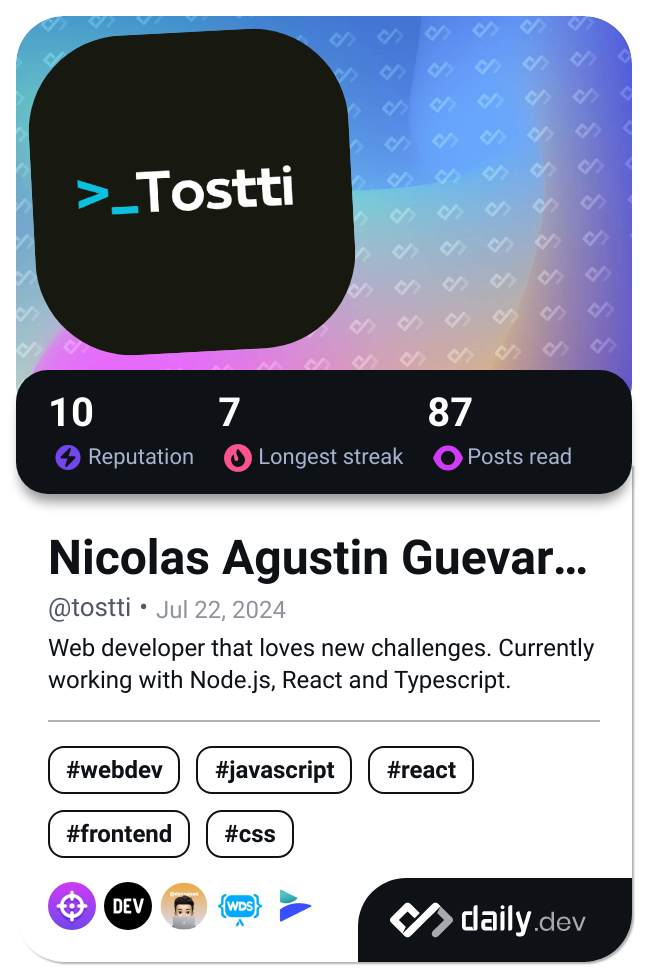 >_Tostti
10 7 87
Reputation Longest streak Posts read
Nicolas Agustin Guevar...
@tostti • Jul 22, 2024
Web developer that loves new challenges. Currently
working with Node.js, React and Typescript.
#webdev #javascript #react
#frontend #css
DEV WDS
daily.dev